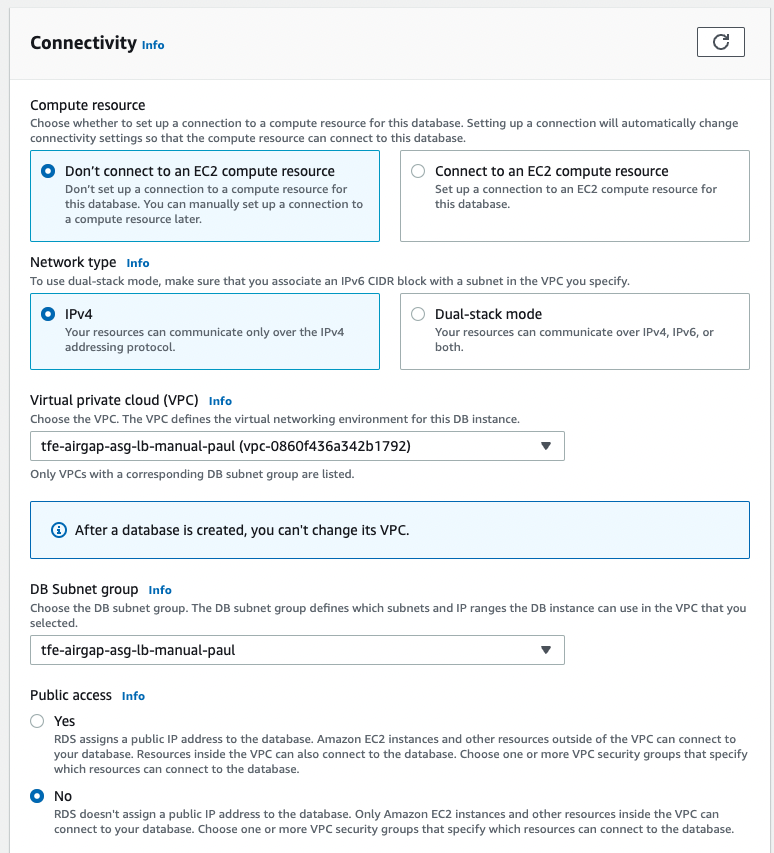 Connectivity Info
Compute resource
Choose whether to set up a connection to a compute resource for this database. Setting up a connection will automatically change
connectivity settings so that the compute resource can connect to this database.
Don't connect to an EC2 compute resource
Don't set up a connection to a compute resource for
this database. You can manually set up a connection to
a compute resource later.
Connect to an EC2 compute resource
Set up a connection to an EC2 compute resource for
this database.
Network type Info
To use dual-stack mode, make sure that you associate an IPv6 CIDR block with a subnet in the VPC you specify.
IPv4
Your resources can communicate only over the IPv4
addressing protocol.
Dual-stack mode
Your resources can communicate over IPv4, IPv6, or
both.
Virtual private cloud (VPC) Info
Choose the VPC. The VPC defines the virtual networking environment for this DB instance.
tfe-airgap-asg-lb-manual-paul (vpc-0860f436a342b1792)
Only VPCs with a corresponding DB subnet group are listed.
After a database is created, you can't change its VPC.
DB Subnet group Info
Choose the DB subnet group. The DB subnet group defines which subnets and IP ranges the DB instance can use in the VPC that you
selected.
tfe-airgap-asg-lb-manual-paul
Public access Info
Yes
RDS assigns a public IP address to the database. Amazon EC2 instances and other resources outside of the VPC can connect to
your database. Resources inside the VPC can also connect to the database. Choose one or more VPC security groups that specify
which resources can connect to the database.
No
RDS doesn't assign a public IP address to the database. Only Amazon EC2 instances and other resources inside the VPC can
connect to your database. Choose one or more VPC security groups that specify which resources can connect to the database.